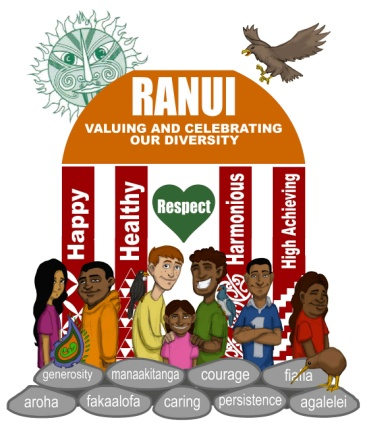 RANUI
VALUING AND CELEBRATING
OUR DIVERSITY
Happy
Healthy
Respect
Harmonious
High Achieving
generosity
manaakitanga
courage
fiafia
aroha
fakaalofa
caring
persistence
agalelei